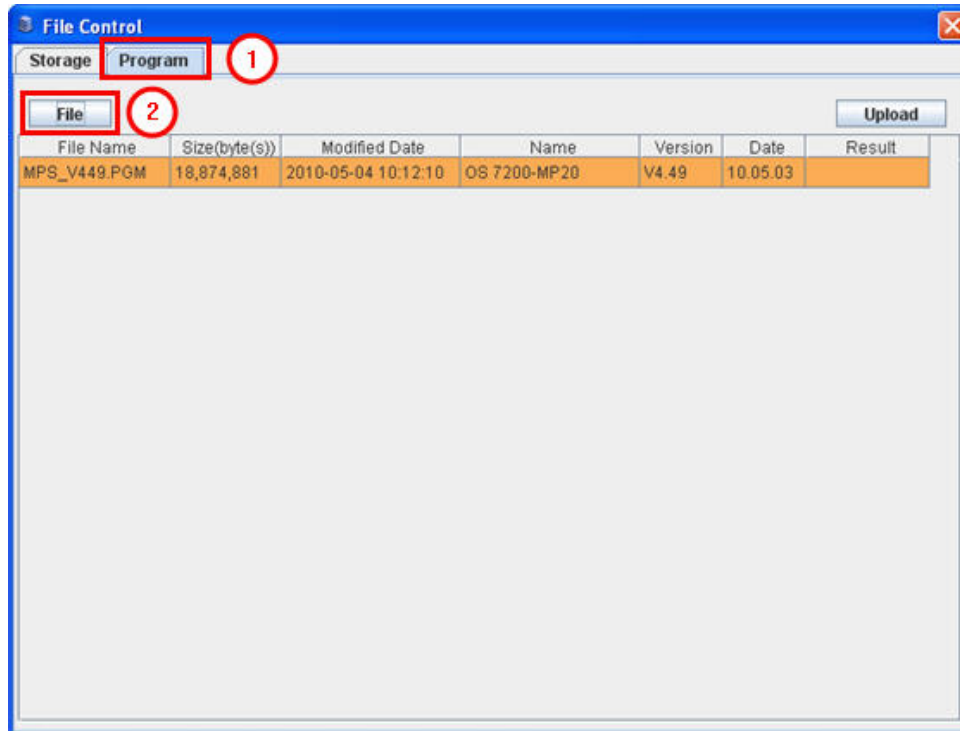 File Control
Storage Program 1
File 2 Upload
File Name Size(byte(s)) Modified Date Name Version Date Result
MPS_V449.PGM 18,874,881 2010-05-04 10:12:10 OS 7200-MP20 V4.49 10.05.03